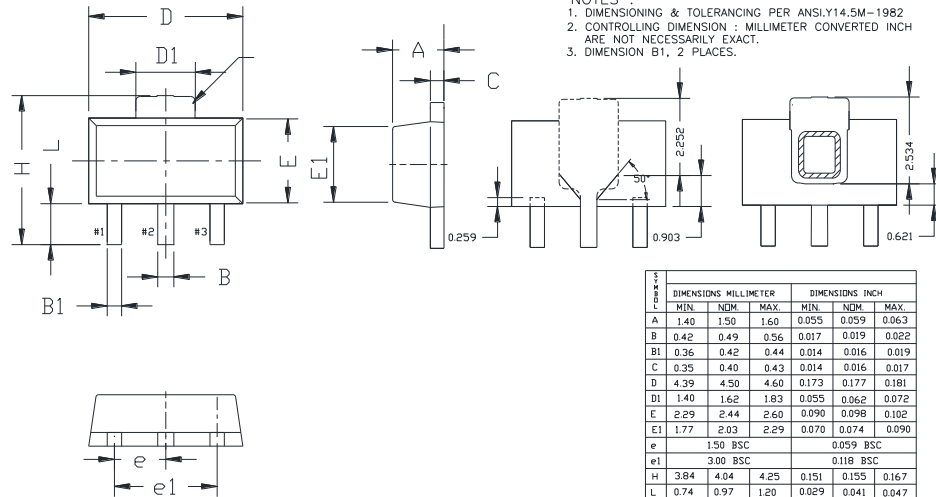 NOTES :
1. DIMENSIONING & TOLERANCING PER ANSI.Y14.5M-1982
2. CONTROLLING DIMENSION : MILLIMETER CONVERTED INCH
ARE NOT NECESSARILY EXACT.
3. DIMENSION B1, 2 PLACES.
D
D1
A
C
H
L
E
E1
#1 #2 #3
B
B1
0.259
50°
2.252
0.903
2.534
0.621
e
e1
SYMBOL
DIMENSIONS MILLIMETER DIMENSIONS INCH
MIN. NOM. MAX. MIN. NOM. MAX.
A 1.40 1.50 1.60 0.055 0.059 0.063
B 0.42 0.49 0.56 0.017 0.019 0.022
B1 0.36 0.42 0.44 0.014 0.016 0.019
C 0.35 0.40 0.43 0.014 0.016 0.017
D 4.39 4.50 4.60 0.173 0.177 0.181
D1 1.40 1.62 1.83 0.055 0.062 0.072
E 2.29 2.44 2.60 0.090 0.098 0.102
E1 1.77 2.03 2.29 0.070 0.074 0.090
e 1.50 BSC 0.059 BSC
e1 3.00 BSC 0.118 BSC
H 3.84 4.04 4.25 0.151 0.155 0.167
L 0.74 0.97 1.20 0.029 0.041 0.047